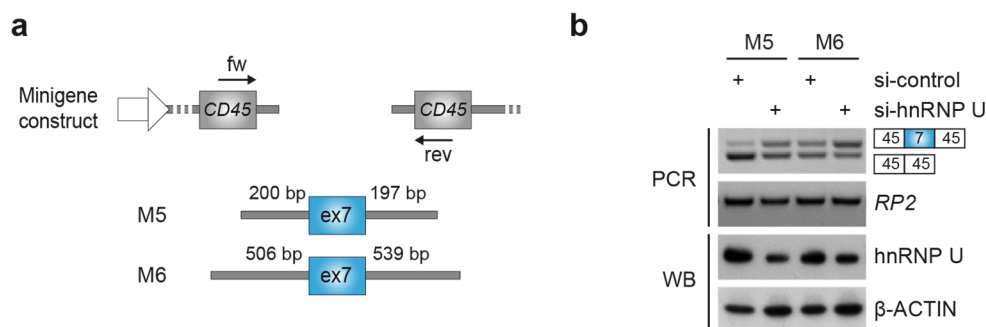 a
fw
Minigene
construct
CD45
CD45
rev
200 bp
197 bp
M5
ex7
506 bp
539 bp
M6
ex7
b
M5
M6
+
+
si-control
+
+
si-hnRNP U
PCR
45 7 45
45 45
RP2
WB
hnRNP U
β-ACTIN